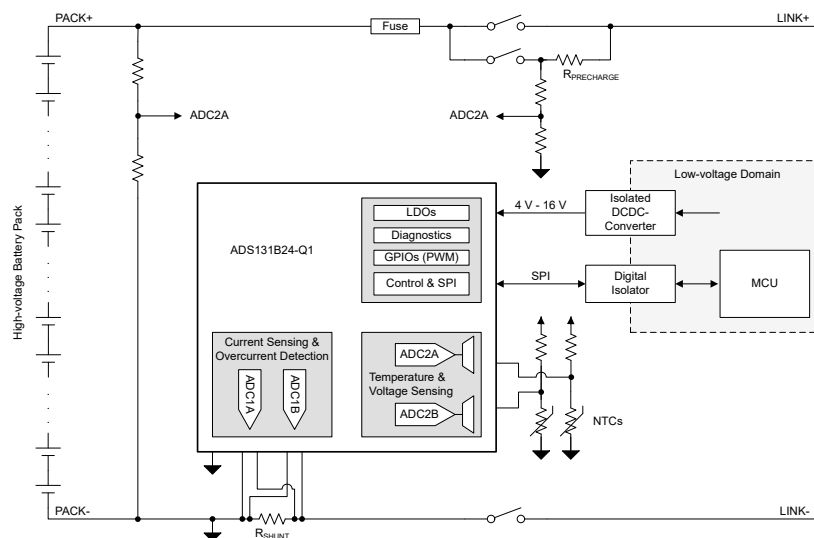 PACK+
Fuse
LINK+
RPRECHARGE
ADC2A
ADC2A
High-voltage Battery Pack
Low-voltage Domain
ADS131B24-Q1
LDOs
Diagnostics
GPIOs (PWM)
Control & SPI
4 V - 16 V
Isolated
DCDC-
Converter
SPI
Digital
Isolator
MCU
Current Sensing &
Overcurrent Detection
ADC1A
ADC1B
ADC2A
Temperature &
Voltage Sensing
ADC2B
NTCs
PACK-
RSHUNT
LINK-